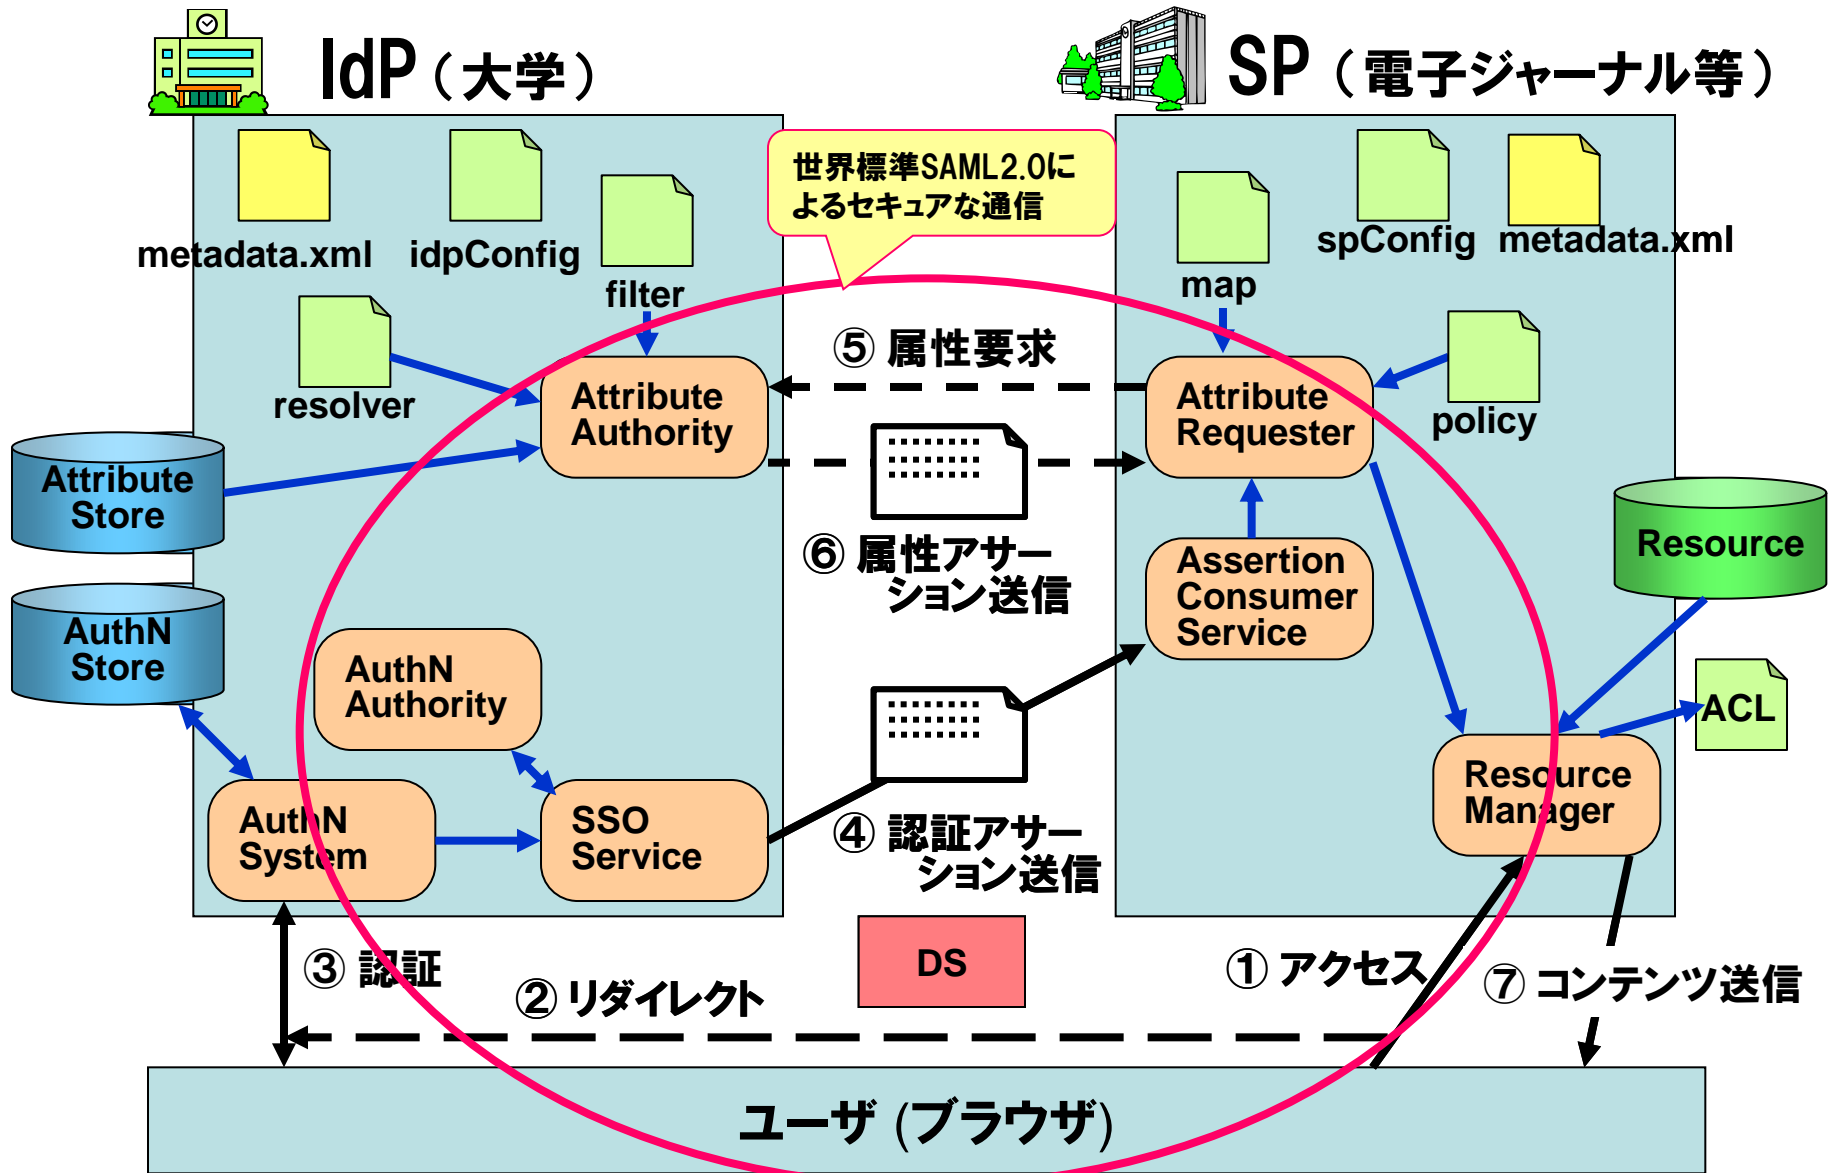 IdP（大学）
SP（電子ジャーナル等）
世界標準SAML2.0に
よるセキュアな通信
metadata.xml
idpConfig
filter
resolver
map
spConfig
metadata.xml
policy
⑤ 属性要求
Attribute
Authority
Attribute
Requester
Attribute
Store
Resource
⑥ 属性アサー
ション送信
Assertion
Consumer
Service
AuthN
Store
AuthN
Authority
ACL
AuthN
System
SSO
Service
④ 認証アサー
ション送信
Resource
Manager
③ 認証
DS
① アクセス
② リダイレクト
⑦ コンテンツ送信
ユーザ (ブラウザ)